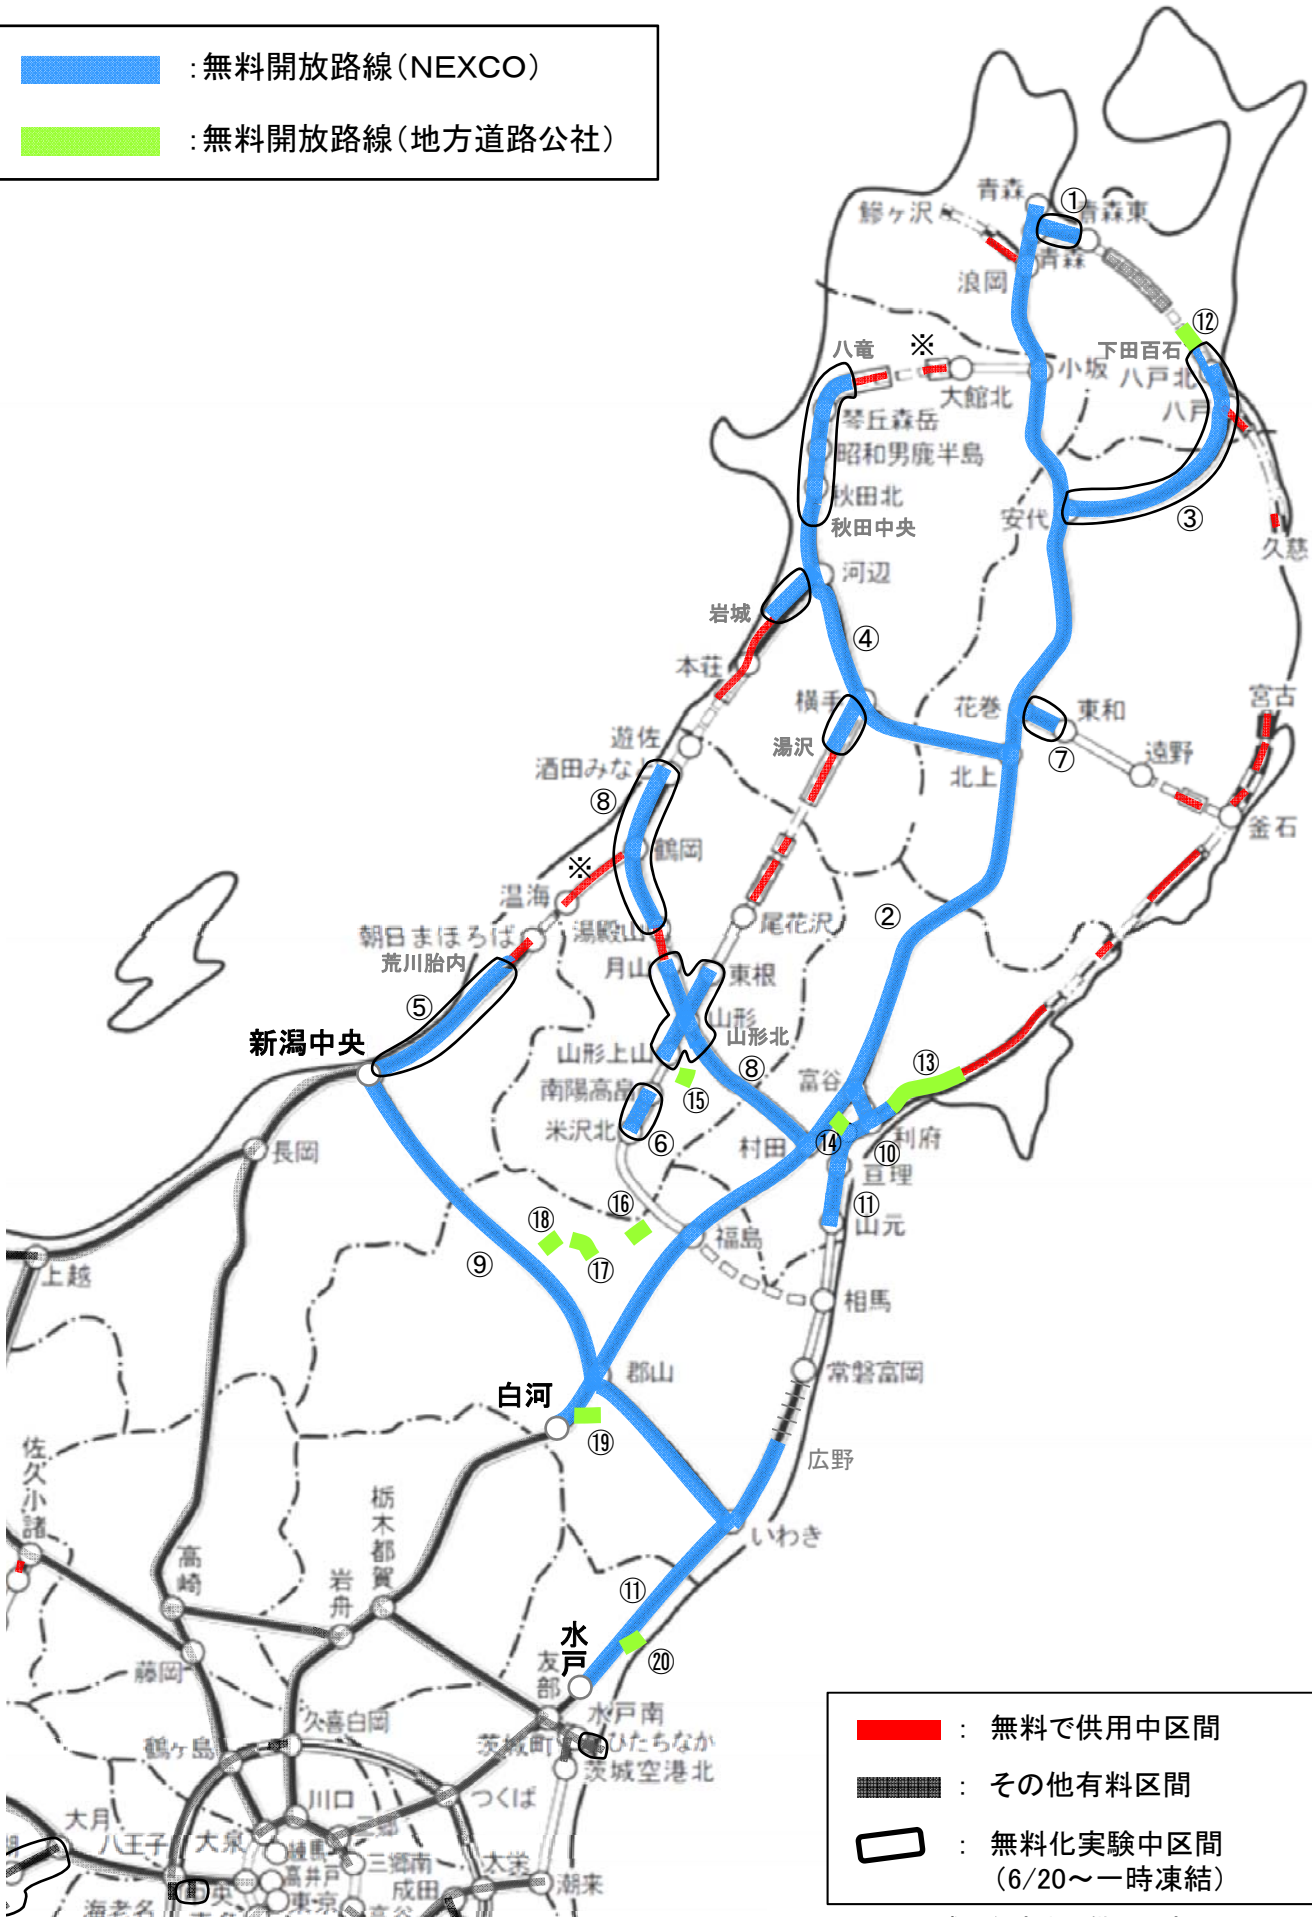 ：無料開放路線（NEXCO）
：無料開放路線（地方道路公社）
青森
①
青森東
鰺ヶ沢
青森
浪岡
⑫
下田百石
八竜
※
小坂
八戸北
大館北
八戸
琴丘森岳
昭和男鹿半島
秋田北
安代
③
秋田中央
久慈
河辺
岩城
④
本荘
横手
花巻
東和
宮古
遊佐
湯沢
⑦
遠野
酒田みなと
北上
⑧
釜石
鶴岡
※
温海
②
尾花沢
湯殿山
朝日まほろば
荒川胎内
月山
東根
⑤
山形
山形北
新潟中央
山形上山
⑧
⑬
富谷
南陽高畠
⑮
米沢北
⑥
村田
⑭
利府
⑩
長岡
亘理
⑯
⑪
⑱
福島
山元
⑰
⑨
上越
相馬
郡山
常磐富岡
白河
⑲
広野
佐久小諸
栃木都賀
いわき
高崎
岩舟
⑪
水戸
⑳
藤岡
友部
久喜白岡
水戸南
鶴ヶ島
茨城町
ひたちなか
茨城空港北
つくば
大月
川口
八王子
大泉
三郷
練馬
三郷南
高井戸
大栄
成田
潮来
東京
海老名
： 無料で供用中区間
： その他有料区間
： 無料化実験中区間
（6/20～一時凍結）